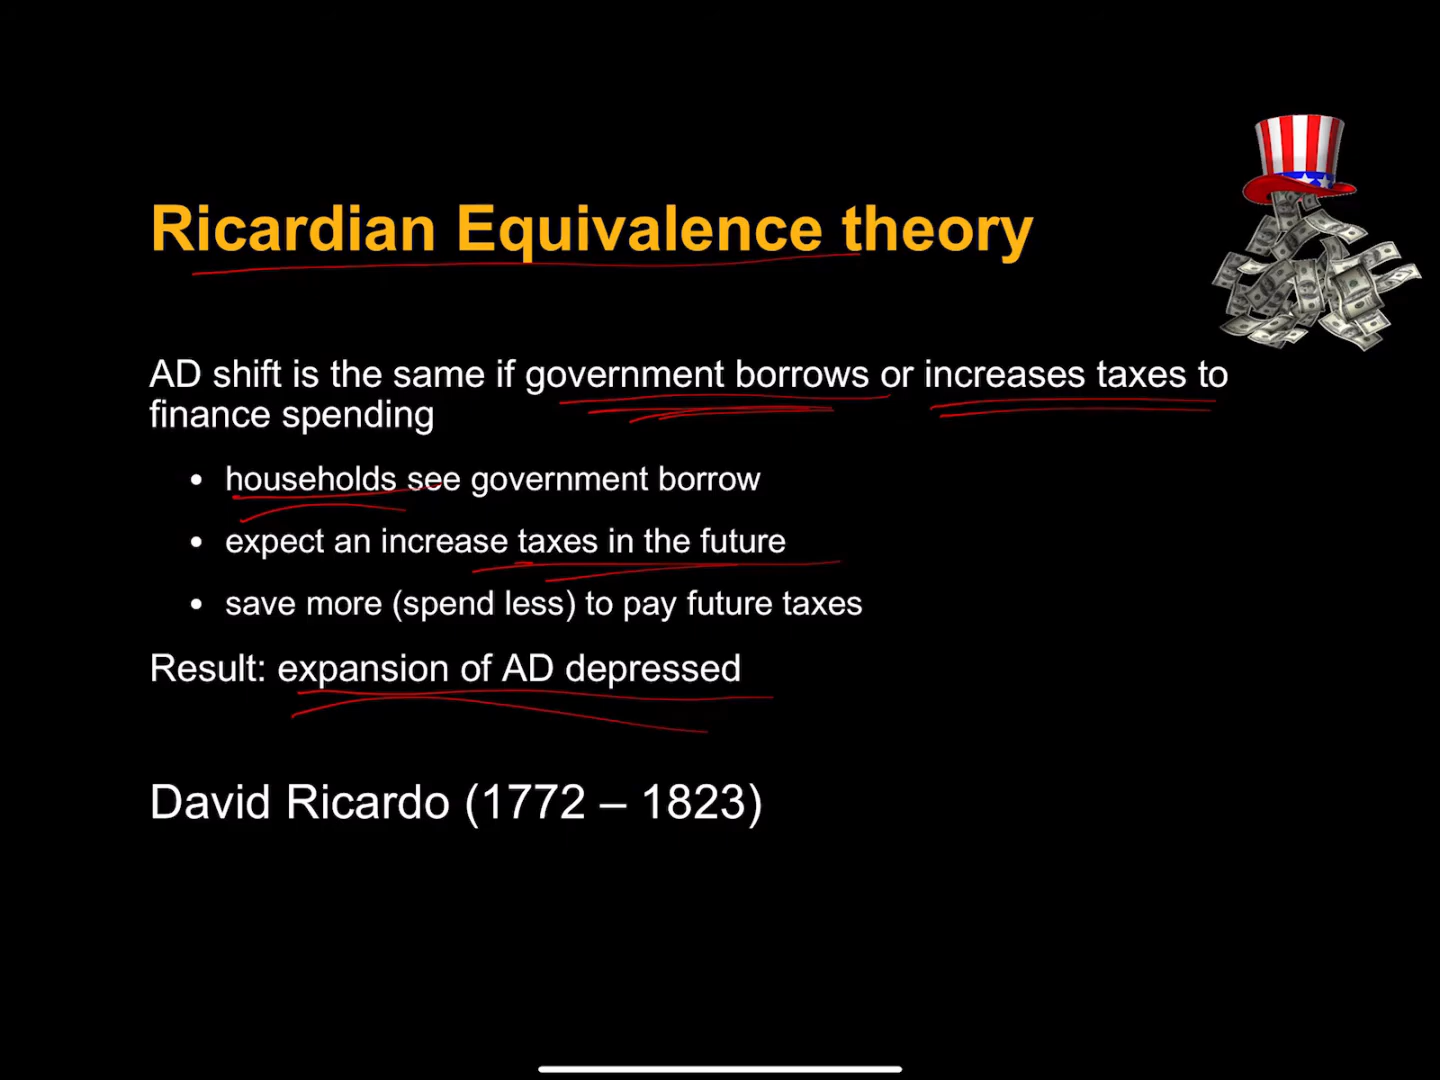 Ricardian Equivalence theory
AD shift is the same if government borrows or increases taxes to
finance spending
• households see government borrow
• expect an increase taxes in the future
• save more (spend less) to pay future taxes
Result: expansion of AD depressed
David Ricardo (1772 – 1823)